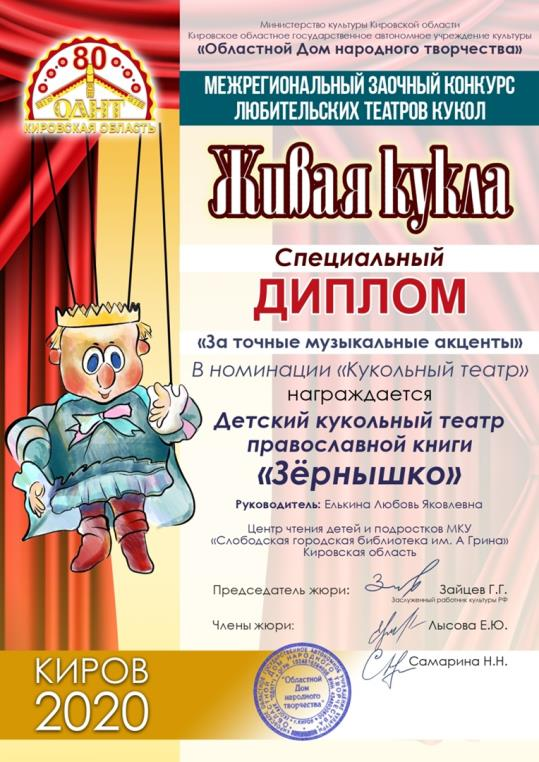 80
ОДНТ
КИРОВСКАЯ ОБЛАСТЬ
Министерство культуры Кировской области
Кировское областное государственное автономное учреждение культуры
«Областной Дом народного творчества»
МЕЖРЕГИОНАЛЬНЫЙ ЗАОЧНЫЙ КОНКУРС
ЛЮБИТЕЛЬСКИХ ТЕАТРОВ КУКОЛ
Живая кукла
Специальный
ДИПЛОМ
«За точные музыкальные акценты»
В номинации «Кукольный театр»
награждается
Детский кукольный театр
православной книги
«Зёрнышко»
Руководитель: Елькина Любовь Яковлевна
Центр чтения детей и подростков МКУ
«Слободская городская библиотека им. А Грина»
Кировская область
Председатель жюри: Зайцев Г.Г.
Заслуженный работник культуры РФ
Члены жюри: Лысова Е.Ю.
Самарина Н.Н.
"Областной
Дом
народного
творчества"
КИРОВ
2020